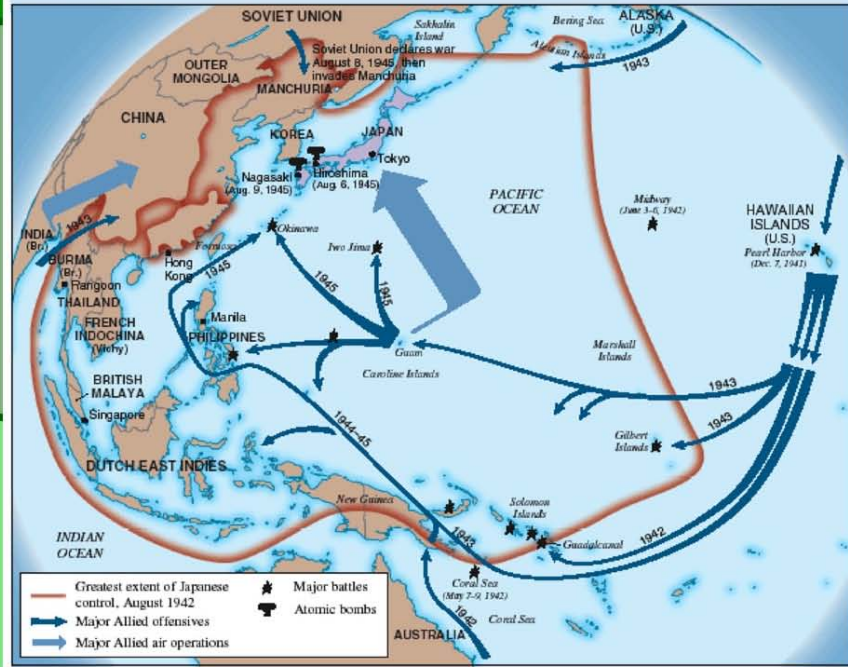 SOVIET UNION
Sakhalin
Island
Bering Sea
ALASKA
(U.S.)
Aleutian Islands
1943
OUTER
MONGOLIA
Soviet Union declares war
August 8, 1945, then
invades Manchuria
MANCHURIA
CHINA
KOREA
JAPAN
Tokyo
Nagasaki
(Aug. 9, 1945)
Hiroshima
(Aug. 6, 1945)
PACIFIC
OCEAN
Midway
(June 3-6, 1942)
HAWAIIAN
ISLANDS
(U.S.)
Pearl Harbor
(Dec. 7, 1941)
INDIA
(Br.)
1943
BURMA
(Br.)
Rangoon
THAILAND
FRENCH
INDOCHINA
(Vichy)
Hong
Kong
Formosa
1945
Okinawa
Iwo Jima
1945
1945
Manila
PHILIPPINES
Guam
Caroline Islands
Marshall
Islands
1943
1943
Gilbert
Islands
BRITISH
MALAYA
Singapore
1944–45
DUTCH EAST INDIES
New Guinea
1943
Solomon
Islands
Guadalcanal
1942
INDIAN
OCEAN
Coral Sea
(May 7-9, 1942)
Coral Sea
1942
AUSTRALIA
Greatest extent of Japanese
control, August 1942
Major Allied offensives
Major Allied air operations
Major battles
Atomic bombs